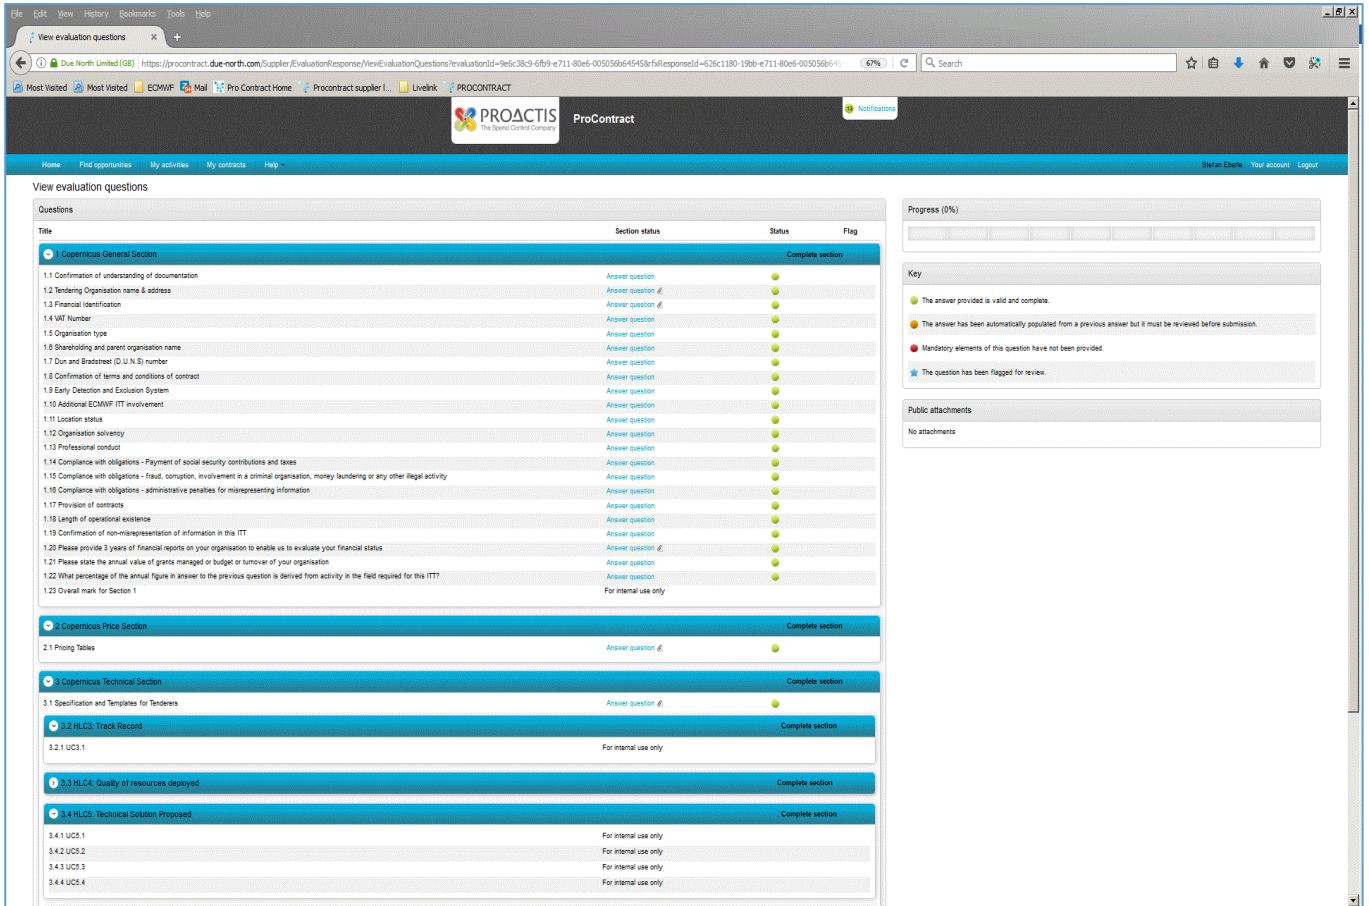 File Edit View History Bookmarks Tools Help
View evaluation questions × +
Due North Limited (GB) https://procontract.due-north.com/Supplier/EvaluationResponse/ViewEvaluationQuestions?evaluationId=9e6c38c9-6fb9-e711-80e6-005056b64545&rfxResponseId=626c1180-19bb-e711-80e6-005056b645 67% Search
Most Visited Most Visited ECMWF Mail Pro Contract Home Procontract supplier l... Livelink PROCONTRACT
PROACTIS
The Spend Control Company
ProContract
Notifications
Home Find opportunities My activities My contracts Help Stefan Eberle Your account Logout
View evaluation questions
Questions
Title Section status Status Flag
1 Copernicus General Section Complete section
1.1 Confirmation of understanding of documentation Answer question
1.2 Tendering Organisation name & address Answer question
1.3 Financial Identification Answer question
1.4 VAT Number Answer question
1.5 Organisation type Answer question
1.6 Shareholding and parent organisation name Answer question
1.7 Dun and Bradstreet (D.U.N.S) number Answer question
1.8 Confirmation of terms and conditions of contract Answer question
1.9 Early Detection and Exclusion System Answer question
1.10 Additional ECMWF ITT involvement Answer question
1.11 Location status Answer question
1.12 Organisation solvency Answer question
1.13 Professional conduct Answer question
1.14 Compliance with obligations - Payment of social security contributions and taxes Answer question
1.15 Compliance with obligations - fraud, corruption, involvement in a criminal organisation, money laundering or any other illegal activity Answer question
1.16 Compliance with obligations - administrative penalties for misrepresenting information Answer question
1.17 Provision of contracts Answer question
1.18 Length of operational existence Answer question
1.19 Confirmation of non-misrepresentation of information in this ITT Answer question
1.20 Please provide 3 years of financial reports on your organisation to enable us to evaluate your financial status Answer question
1.21 Please state the annual value of grants managed or budget or turnover of your organisation Answer question
1.22 What percentage of the annual figure in answer to the previous question is derived from activity in the field required for this ITT? Answer question
1.23 Overall mark for Section 1 For internal use only
2 Copernicus Price Section Complete section
2.1 Pricing Tables Answer question
3 Copernicus Technical Section Complete section
3.1 Specification and Templates for Tenderers Answer question
3.2 HLC3: Track Record Complete section
3.2.1 UC3.1 For internal use only
3.3 HLC4: Quality of resources deployed Complete section
3.4 HLC5: Technical Solution Proposed Complete section
3.4.1 UC5.1 For internal use only
3.4.2 UC5.2 For internal use only
3.4.3 UC5.3 For internal use only
3.4.4 UC5.4 For internal use only
Progress (0%)
Key
The answer provided is valid and complete.
The answer has been automatically populated from a previous answer but it must be reviewed before submission.
Mandatory elements of this question have not been provided.
The question has been flagged for review.
Public attachments
No attachments